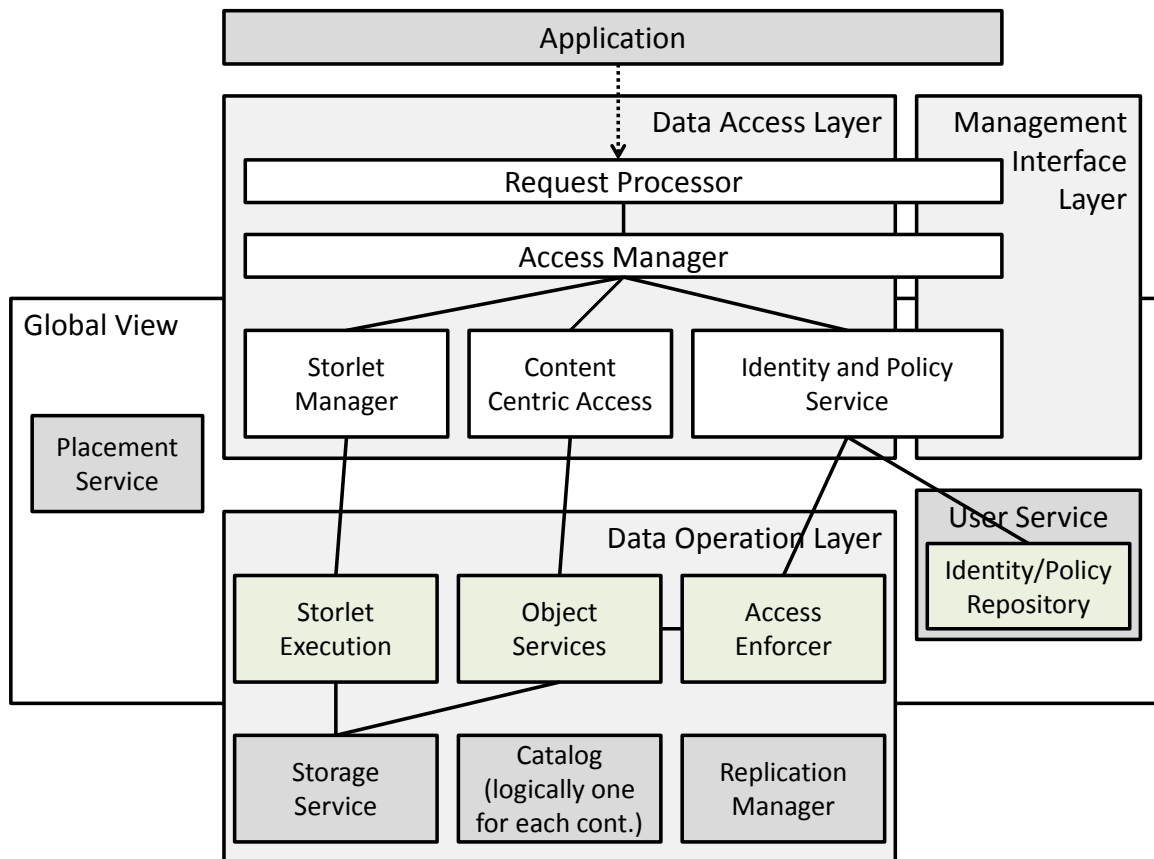 Application
Data Access Layer
Management
Interface
Layer
Request Processor
Access Manager
Global View
Storlet
Manager
Content
Centric Access
Identity and Policy
Service
Placement
Service
User Service
Identity/Policy
Repository
Data Operation Layer
Storlet
Execution
Object
Services
Access
Enforcer
Storage
Service
Catalog
(logically one
for each cont.)
Replication
Manager